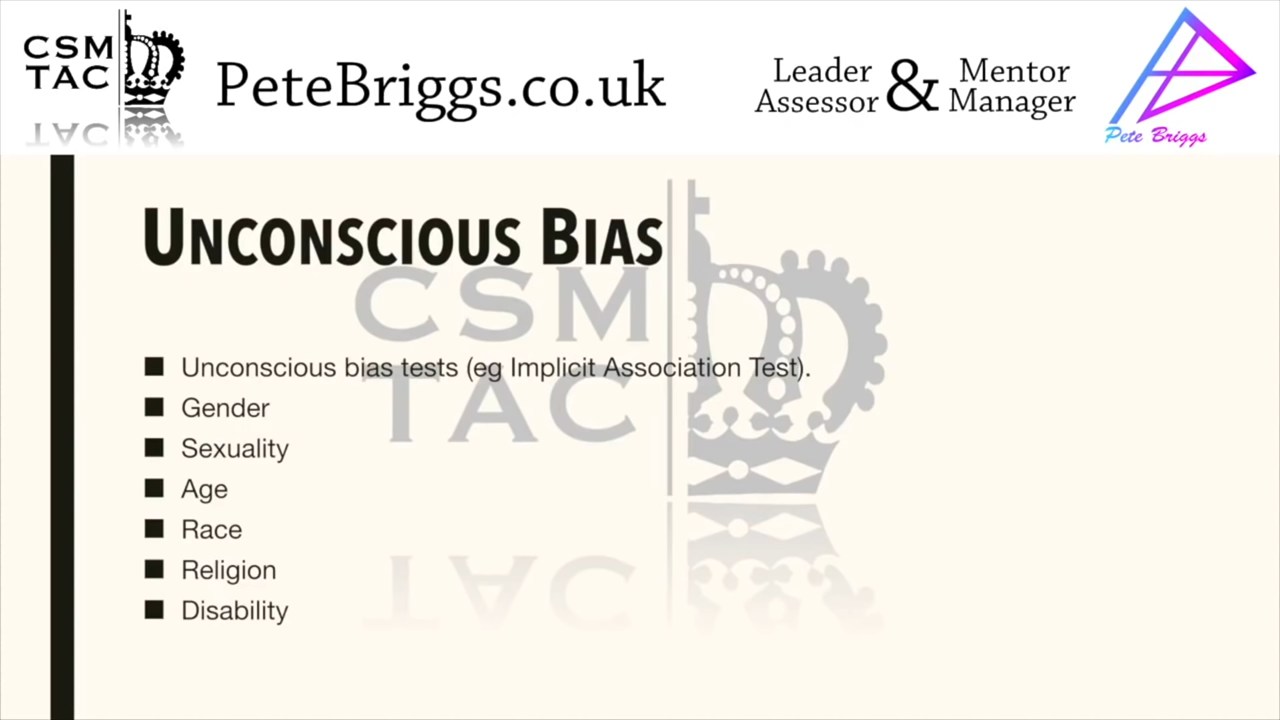 CSM
TAC
PeteBriggs.co.uk
Leader
Assessor
&
Mentor
Manager
Pete Briggs
UNCONSCIOUS BIAS
CSM
TAC
■ Unconscious bias tests (eg Implicit Association Test).
■ Gender
■ Sexuality
■ Age
■ Race
■ Religion
■ Disability